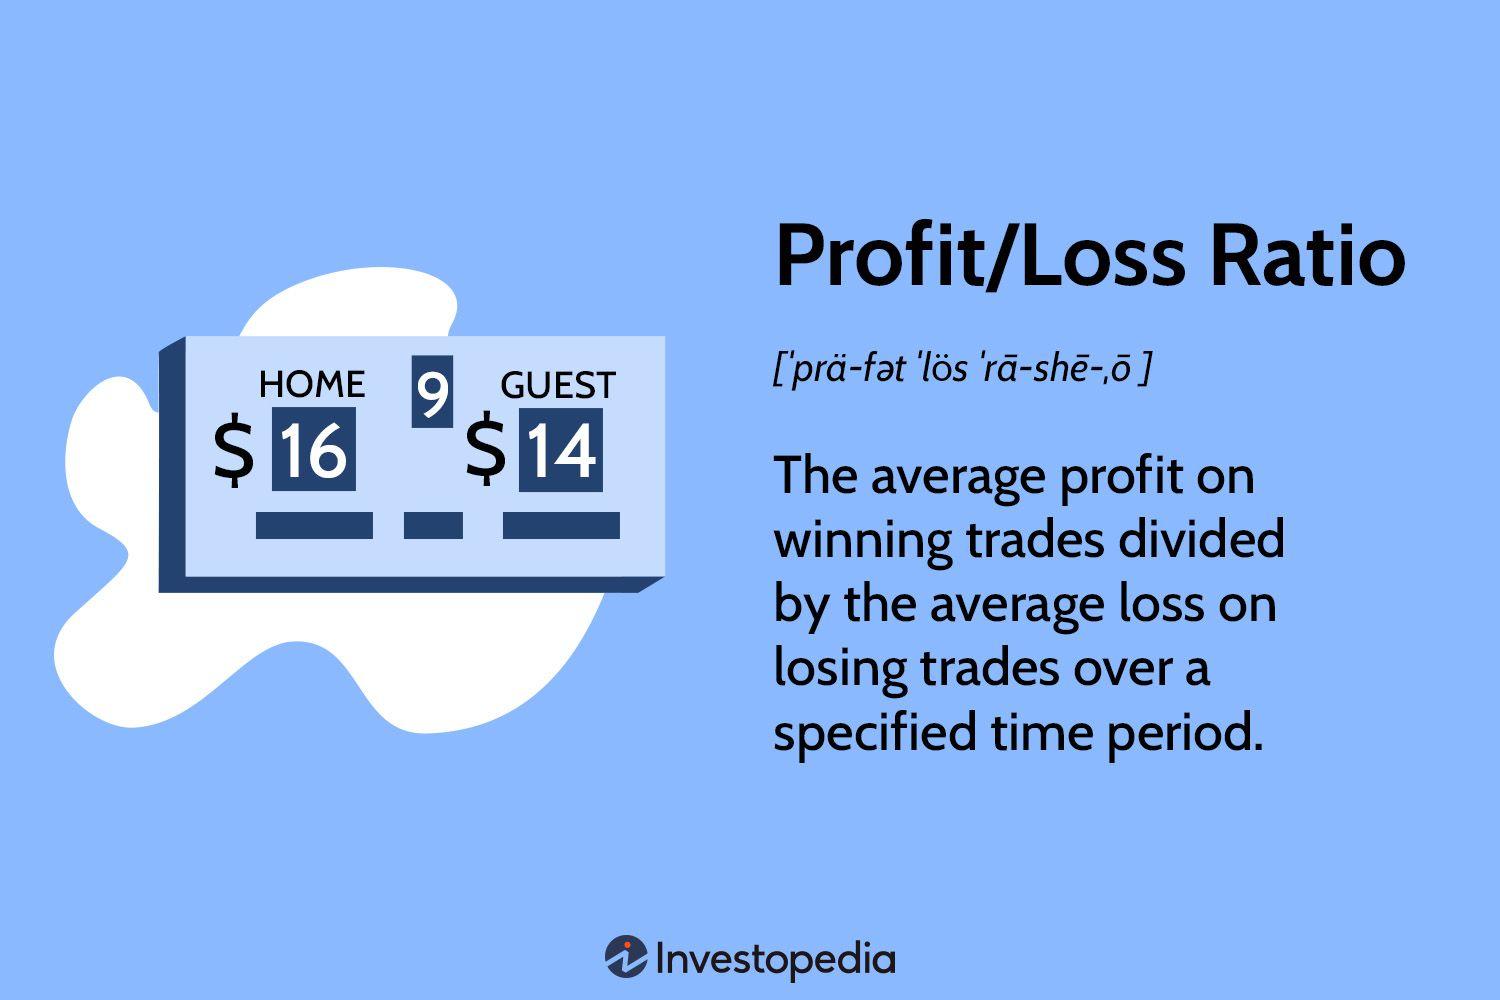 Profit/Loss Ratio
[ˈprä-fət ˈlös ˈrā-shē-ˌō ]
The average profit on
winning trades divided
by the average loss on
losing trades over a
specified time period.
HOME 9 GUEST
$ 16 $ 14
Investopedia